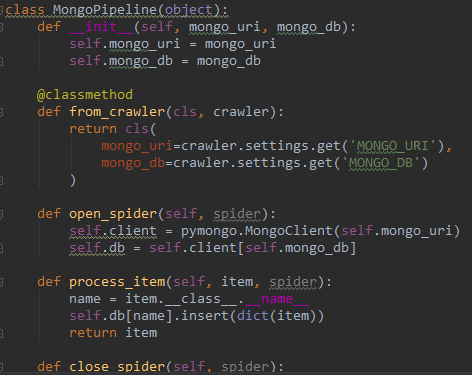 class MongoPipeline(object):
    def __init__(self, mongo_uri, mongo_db):
        self.mongo_uri = mongo_uri
        self.mongo_db = mongo_db

    @classmethod
    def from_crawler(cls, crawler):
        return cls(
            mongo_uri=crawler.settings.get('MONGO_URI'),
            mongo_db=crawler.settings.get('MONGO_DB')
        )

    def open_spider(self, spider):
        self.client = pymongo.MongoClient(self.mongo_uri)
        self.db = self.client[self.mongo_db]

    def process_item(self, item, spider):
        name = item.__class__.__name__
        self.db[name].insert(dict(item))
        return item

    def close_spider(self, spider):